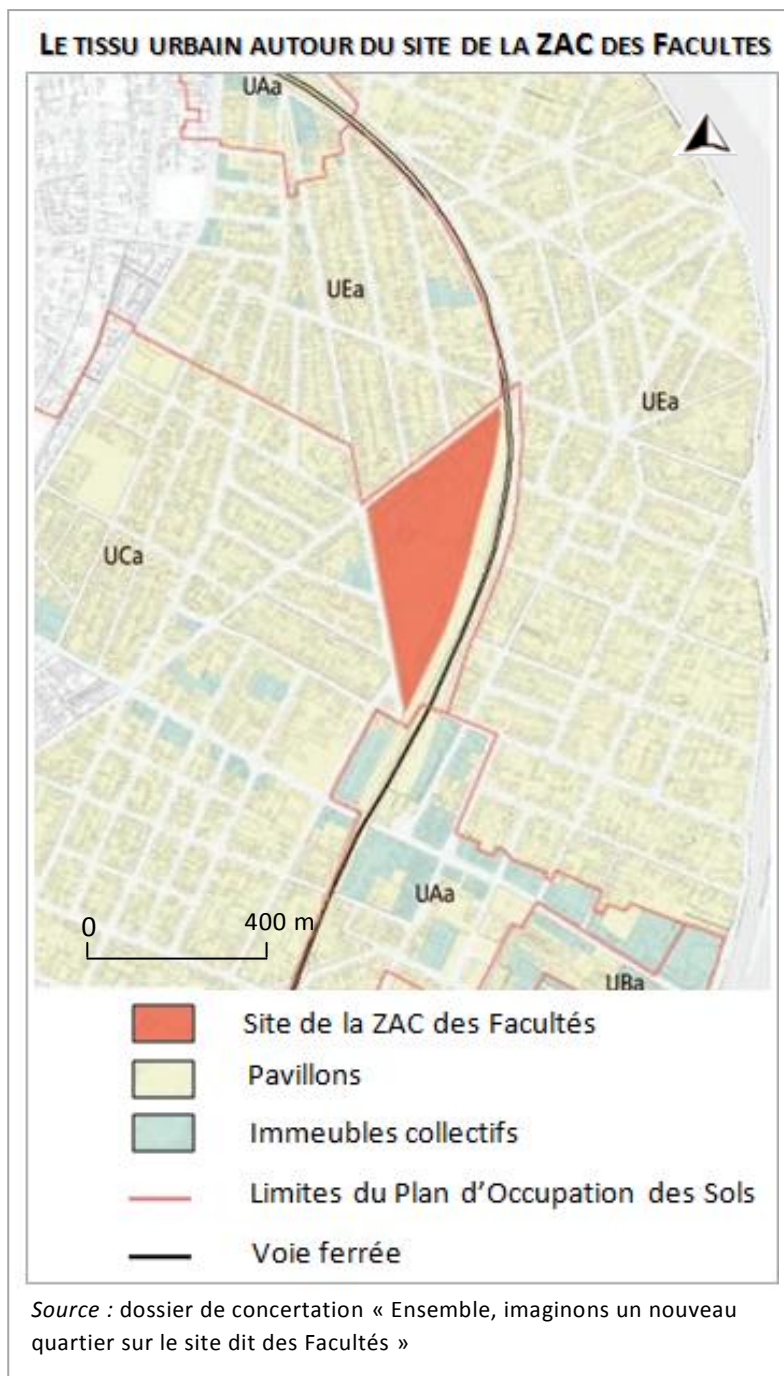 LE TISSU URBAIN AUTOUR DU SITE DE LA ZAC DES FACULTES
UAa
UEa
UEa
UCa
0 400 m
UAa
UBa
Site de la ZAC des Facultés
Pavillons
Immeubles collectifs
Limites du Plan d'Occupation des Sols
Voie ferrée
Source : dossier de concertation « Ensemble, imaginons un nouveau
quartier sur le site dit des Facultés »